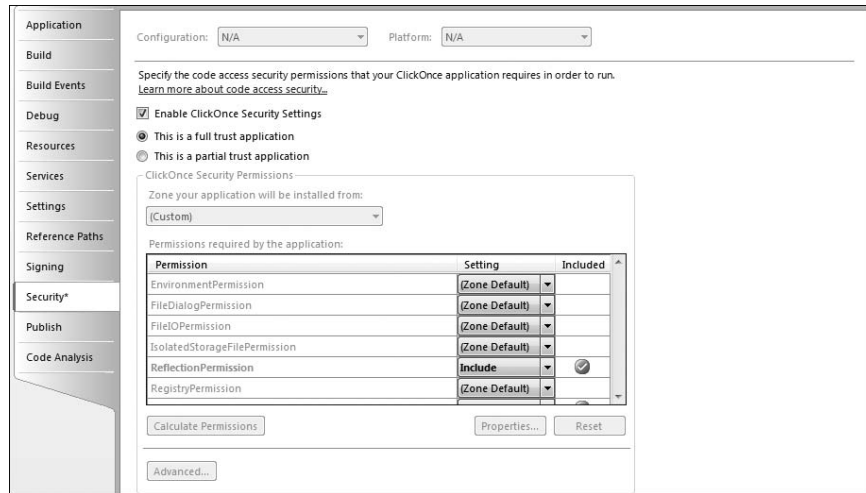 Application
Build
Build Events
Debug
Resources
Services
Settings
Reference Paths
Signing
Security*
Publish
Code Analysis
Configuration: N/A Platform: N/A
Specify the code access security permissions that your ClickOnce application requires in order to run.
Learn more about code access security...
Enable ClickOnce Security Settings
This is a full trust application
This is a partial trust application
ClickOnce Security Permissions
Zone your application will be installed from:
(Custom)
Permissions required by the application:
Permission Setting Included
EnvironmentPermission (Zone Default)
FileDialogPermission (Zone Default)
FileIOPermission (Zone Default)
IsolatedStorageFilePermission (Zone Default)
ReflectionPermission Include
RegistryPermission (Zone Default)
Calculate Permissions Properties... Reset
Advanced...